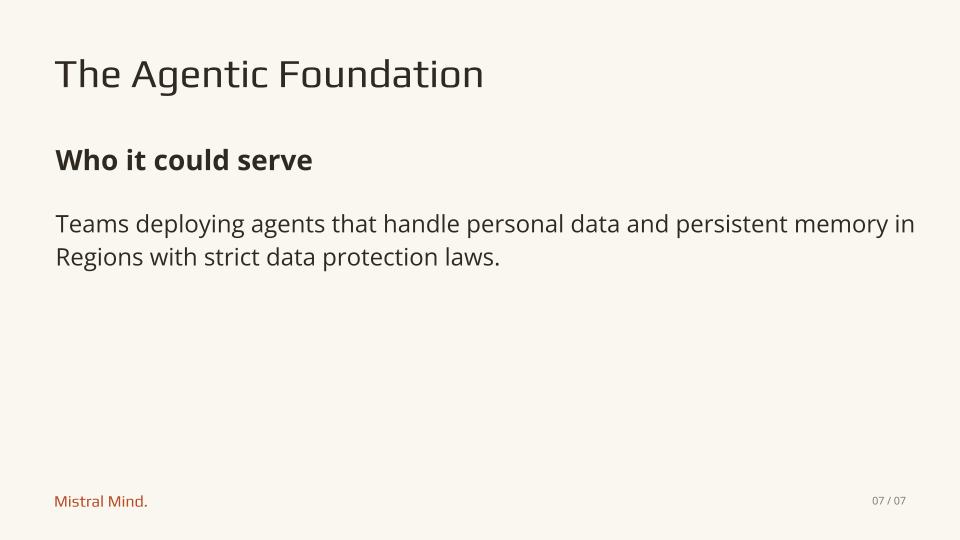 The Agentic Foundation
Who it could serve
Teams deploying agents that handle personal data and persistent memory in
Regions with strict data protection laws.
Mistral Mind.
07 / 07